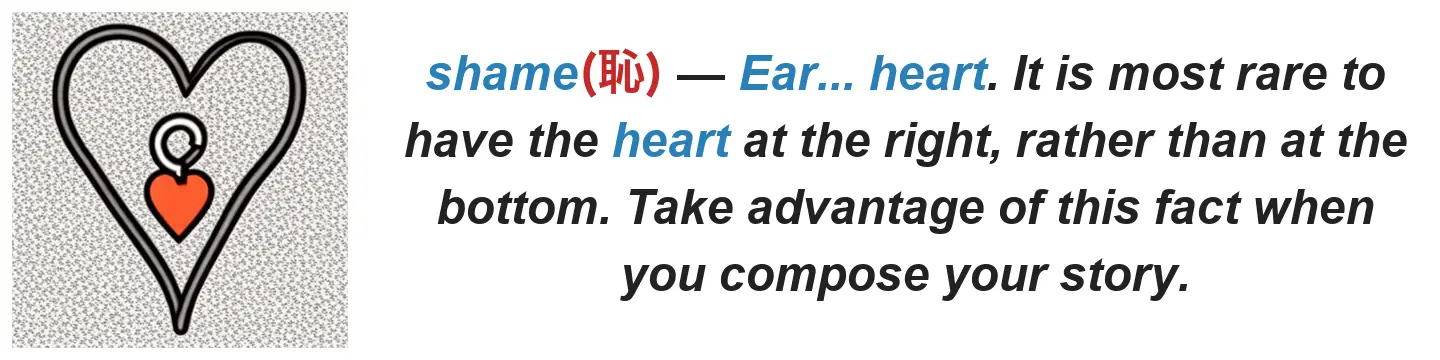 shame(恥) — Ear... heart. It is most rare to
have the heart at the right, rather than at the
bottom. Take advantage of this fact when
you compose your story.